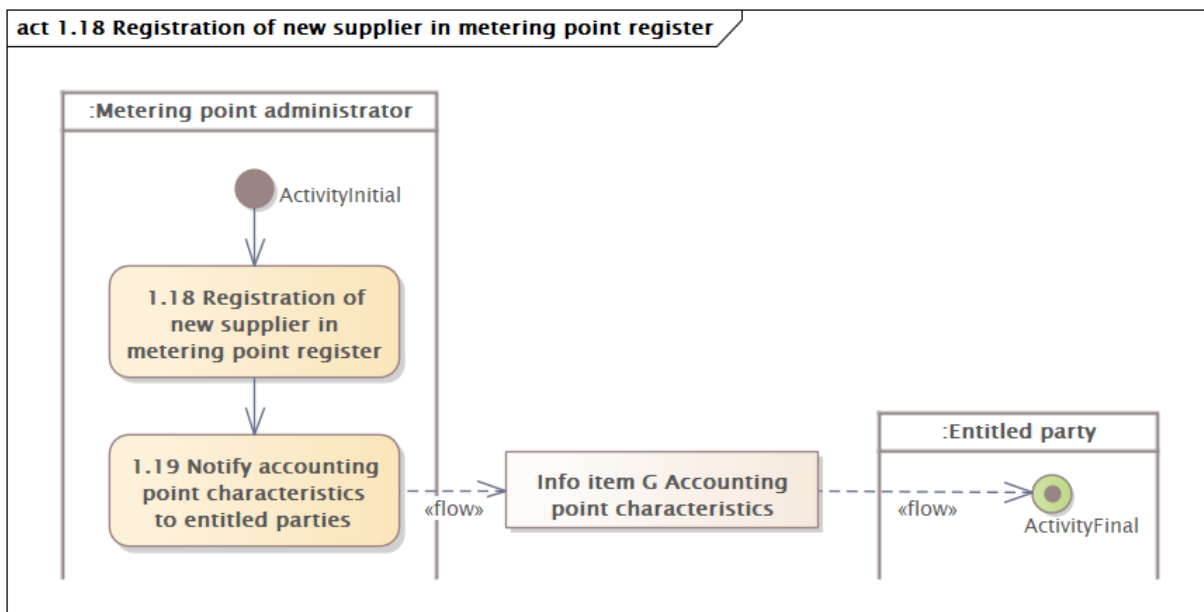 act 1.18 Registration of new supplier in metering point register
:Metering point administrator
ActivityInitial
1.18 Registration of
new supplier in
metering point register
1.19 Notify accounting
point characteristics
to entitled parties
«flow»
Info item G Accounting
point characteristics
«flow»
:Entitled party
ActivityFinal